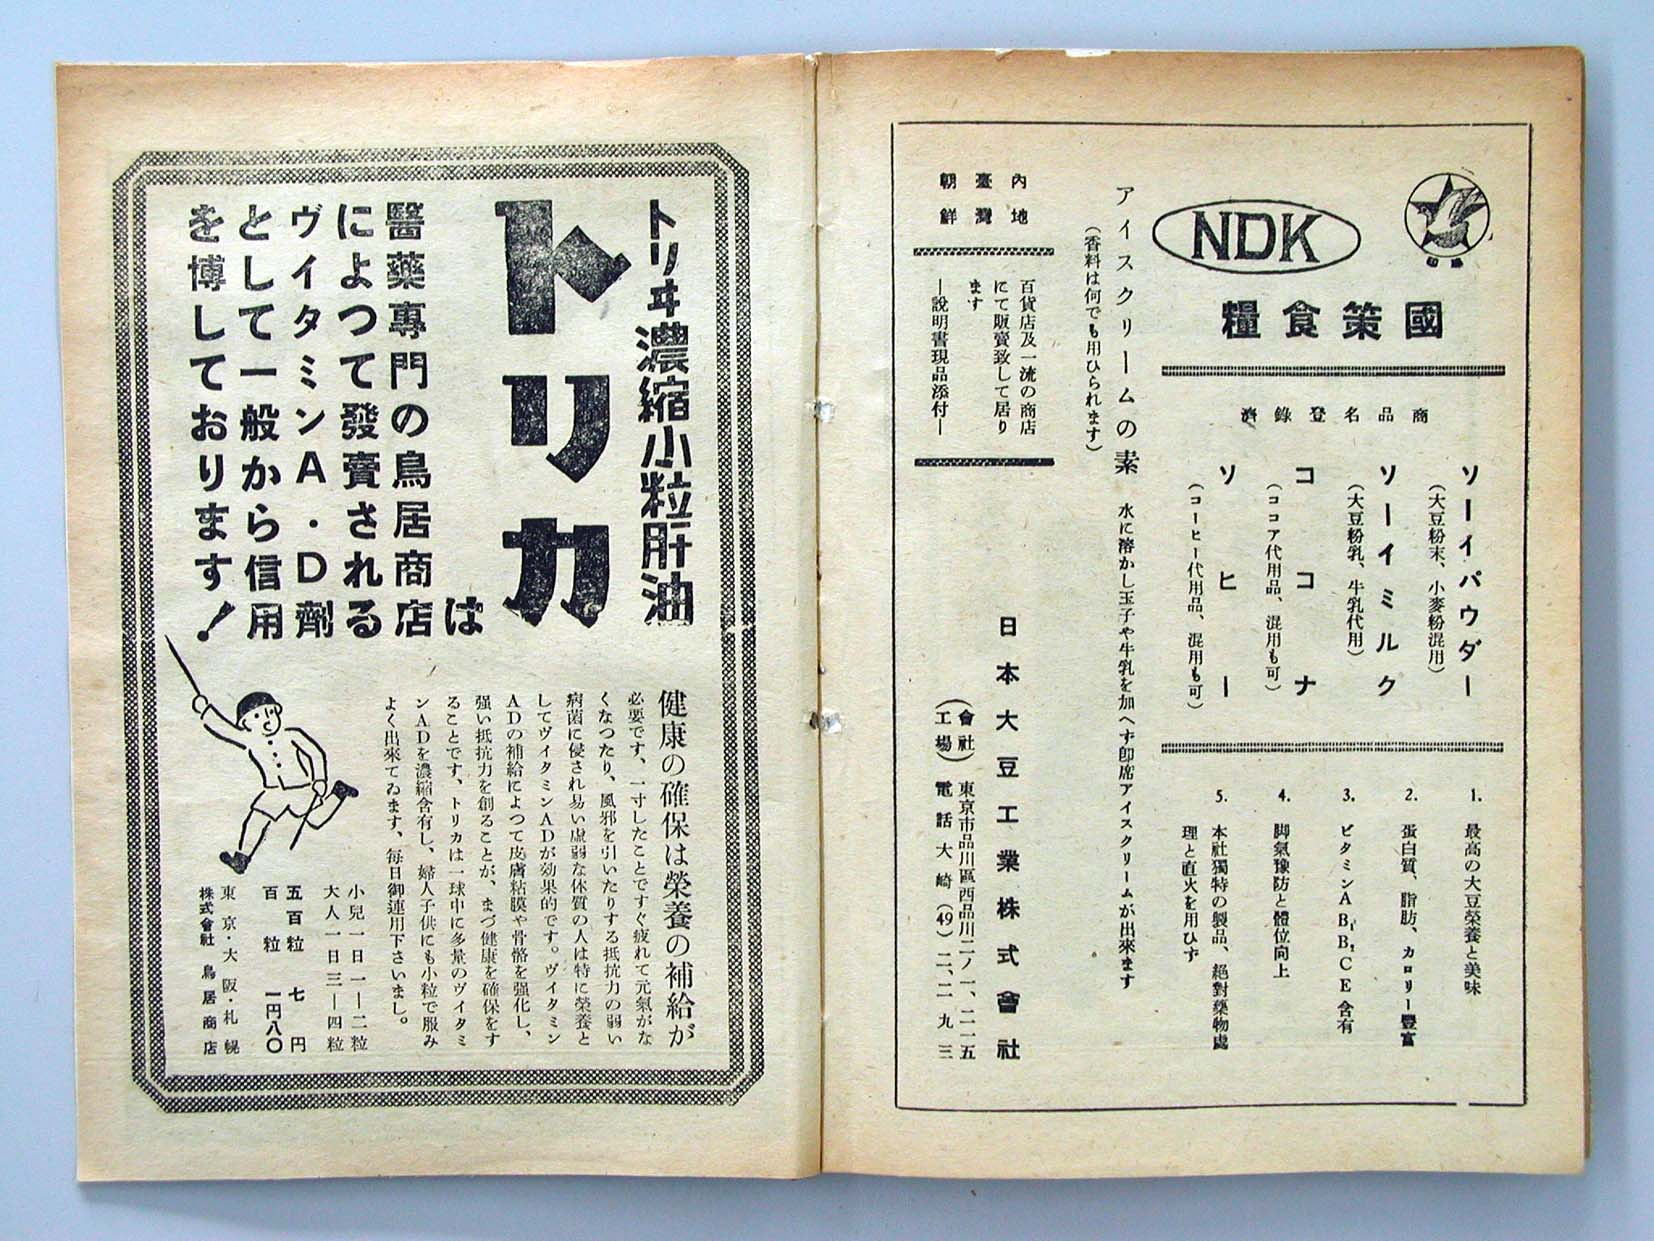 NDK
國策食糧
商品名登錄濟
ソーイパウダー
(大豆粉末、小麥粉混用)
ソーイミルク
(大豆粉乳、牛乳代用)
ココナ
(ココア代用品、混用も可)
ソヒー
(コーヒー代用品、混用も可)
1. 最高の大豆榮養と美味
2. 蛋白質、脂肪、カロリー豐富
3. ビタミンA B₁ B₂ C E 含有
4. 脚氣豫防と體位向上
5. 本社獨特の製品、絕對藥物處
理と直火を用ひず
アイスクリームの素 水に溶かし玉子や牛乳を加へず卽席アイスクリームが出來ます
(香料は何でも用ひられます)
內地
臺灣
朝鮮
百貨店及一流の商店
にて販賣致して居り
ます
―說明書現品添付―
日本大豆工業株式會社
(會社) 東京市品川區西品川二ノ一、二一五
(工場) 電話大崎(49)二、二九三
トリヰ濃縮小粒肝油
トリカ
は
醫藥專門の鳥居商店
によつて發賣される
ヴイタミンA・D劑
として一般から信用
を博しております!
健康の確保は榮養の補給が
必要です、一寸したことですぐ疲れて元氣がな
くなつたり、風邪を引いたりする抵抗力の弱い
病菌に侵され易い虛弱な体質の人は特に榮養と
してヴイタミンADが効果的です。ヴイタミン
ADの補給によつて皮膚粘膜や骨骼を强化し、
强い抵抗力を創ることが、まづ健康を確保をす
ることです、トリカは一球中に多量のヴイタミ
ンADを濃縮含有し、婦人子供にも小粒で服み
よく出來てゐます、每日御連用下さいまし。
小兒一日一―二粒
大人一日三―四粒
五百粒 七円
百粒 一円八〇
東京・大阪・札幌
株式會社 鳥居商店